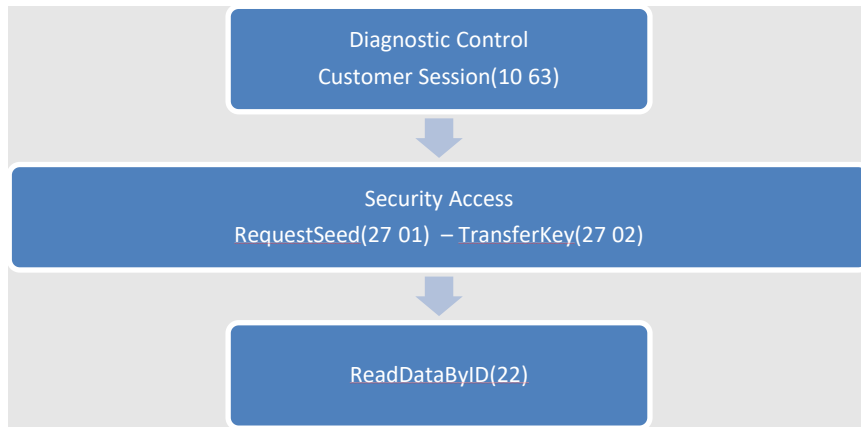 Diagnostic Control
Customer Session(10 63)
Security Access
RequestSeed(27 01) – TransferKey(27 02)
ReadDataByID(22)